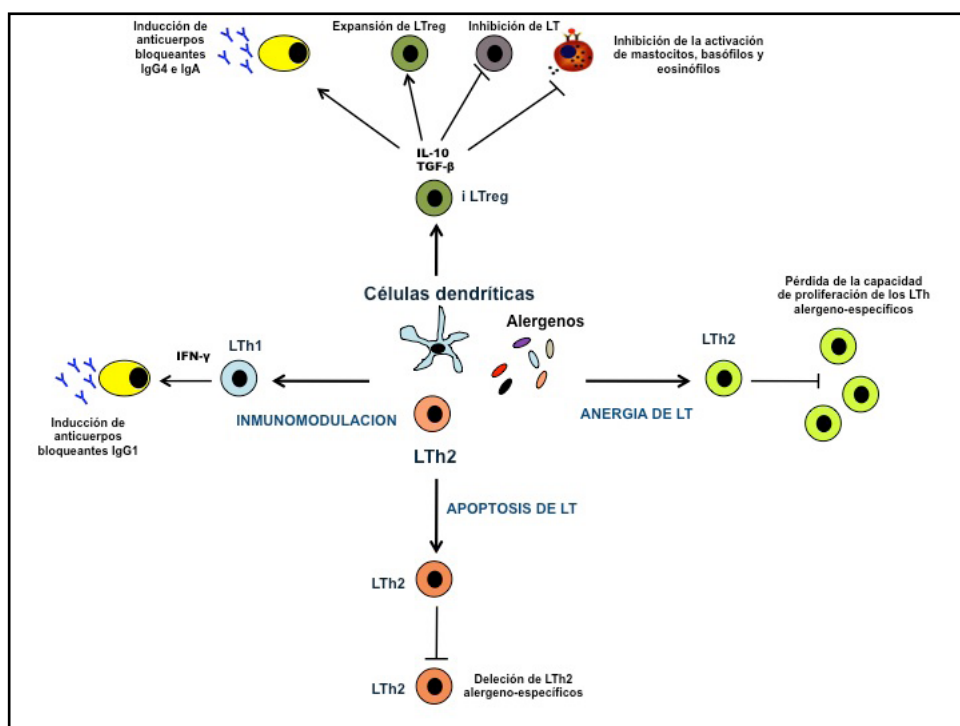 Inducción de
anticuerpos
bloqueantes
IgG4 e IgA
Expansión de LTreg
Inhibición de LT
Inhibición de la activación
de mastocitos, basófilos y
eosinófilos
IL-10
TGF-β
i LTreg
Células dendríticas
Alergenos
Pérdida de la capacidad
de proliferación de los LTh
alergeno-específicos
LTh2
ANERGIA DE LT
IFN-γ
LTh1
INMUNOMODULACION
Inducción de
anticuerpos
bloqueantes IgG1
LTh2
APOPTOSIS DE LT
LTh2
LTh2
Deleción de LTh2
alergeno-específicos